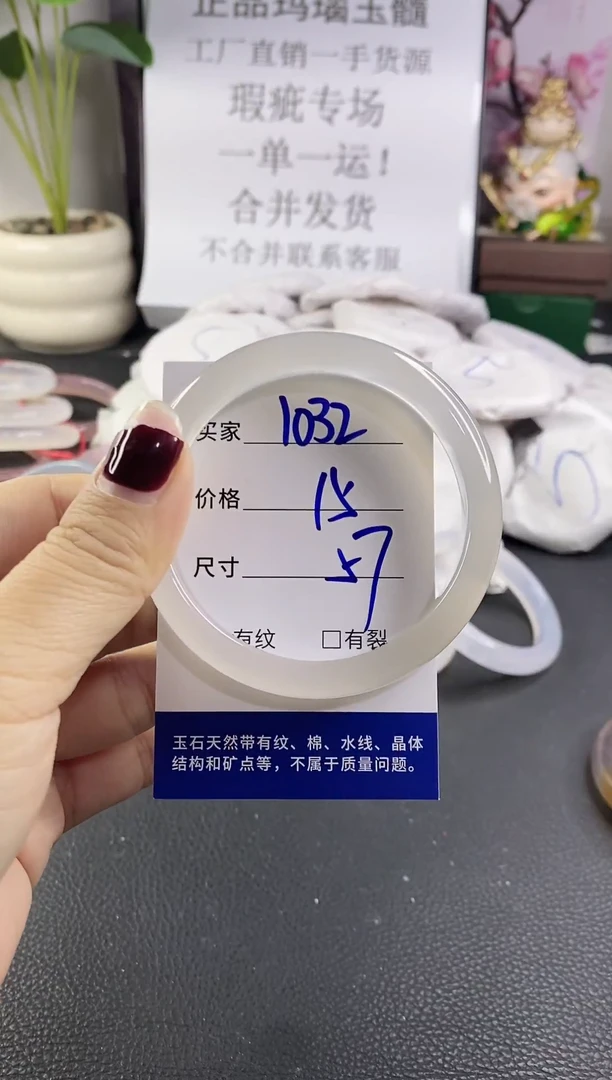 正品玛瑙玉髓
工厂直销一手货源
瑕疵专场
一单一运!
合并发货
不合并联系客服
买家 1032
价格 15
尺寸 57
有纹 □有裂
玉石天然带有纹、棉、水线、晶体
结构和矿点等，不属于质量问题。